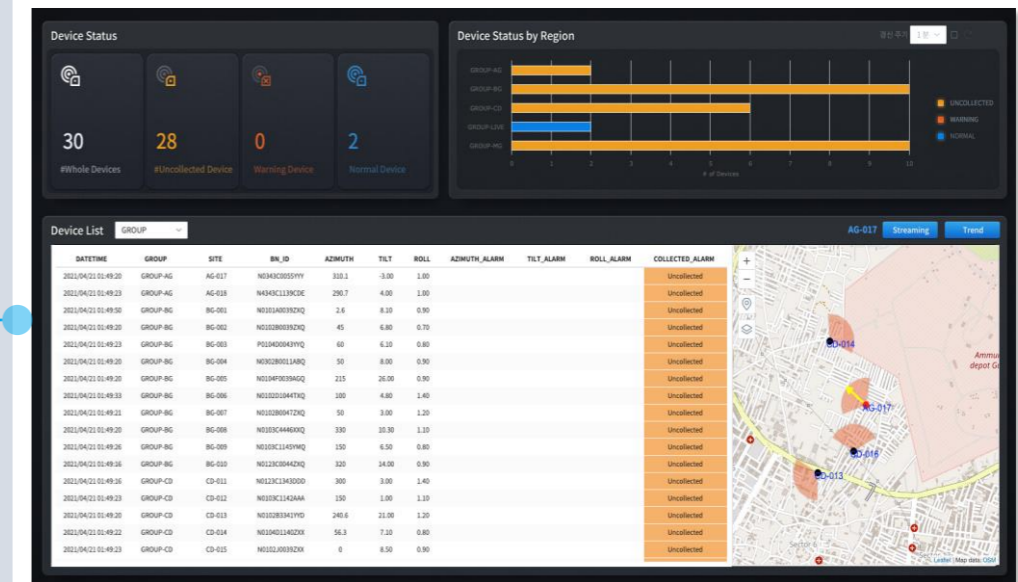 Device Status
30
#Whole Devices
28
#Uncollected Device
0
Warning Device
2
Normal Device
Device Status by Region
갱신 주기 1분
GROUP-AG
GROUP-BG
GROUP-CD
GROUP-LIVE
GROUP-MG
0 1 2 3 4 5 6 7 8 9 10
# of Devices
UNCOLLECTED
WARNING
NORMAL
Device List GROUP
AG-017 Streaming Trend
DATETIME GROUP SITE BN_ID AZIMUTH TILT ROLL AZIMUTH_ALARM TILT_ALARM ROLL_ALARM COLLECTED_ALARM
2021/04/21 01:49:20 GROUP-AG AG-017 N0343C0055YYY 310.1 -3.00 1.00 Uncollected
2021/04/21 01:49:23 GROUP-AG AG-018 N4343C1139CDE 290.7 4.00 1.00 Uncollected
2021/04/21 01:49:50 GROUP-BG BG-001 N0101A0039ZXQ 2.6 8.10 0.90 Uncollected
2021/04/21 01:49:20 GROUP-BG BG-002 N0102B0039ZXQ 45 6.80 0.70 Uncollected
2021/04/21 01:49:23 GROUP-BG BG-003 P0104D0043YYQ 60 6.10 0.80 Uncollected
2021/04/21 01:49:20 GROUP-BG BG-004 N0302B0011ABQ 50 8.00 0.90 Uncollected
2021/04/21 01:49:20 GROUP-BG BG-005 N0104F0039AGQ 215 26.00 0.90 Uncollected
2021/04/21 01:49:33 GROUP-BG BG-006 N0102D1044TXQ 100 4.80 1.40 Uncollected
2021/04/21 01:49:21 GROUP-BG BG-007 N0102B0047ZXQ 50 3.00 1.20 Uncollected
2021/04/21 01:49:20 GROUP-BG BG-008 N0103C4446XXQ 330 10.30 1.10 Uncollected
2021/04/21 01:49:26 GROUP-BG BG-009 N0103C1145YMQ 150 6.50 0.80 Uncollected
2021/04/21 01:49:16 GROUP-BG BG-010 N0123C0044ZXQ 320 14.00 0.90 Uncollected
2021/04/21 01:49:16 GROUP-CD CD-011 N0123C1343DDD 300 3.00 1.40 Uncollected
2021/04/21 01:49:23 GROUP-CD CD-012 N0103C1142AAA 150 1.00 1.10 Uncollected
2021/04/21 01:49:20 GROUP-CD CD-013 N0102B3341YYD 240.6 21.00 1.20 Uncollected
2021/04/21 01:49:22 GROUP-CD CD-014 N0104D1140ZXX 56.3 7.10 0.80 Uncollected
2021/04/21 01:49:23 GROUP-CD CD-015 N0102J0039ZXX 0 8.50 0.90 Uncollected
+
−
CD-014
Ammu
depot G
AG-017
CD-016
CD-013
Leaflet | Map data: OSM